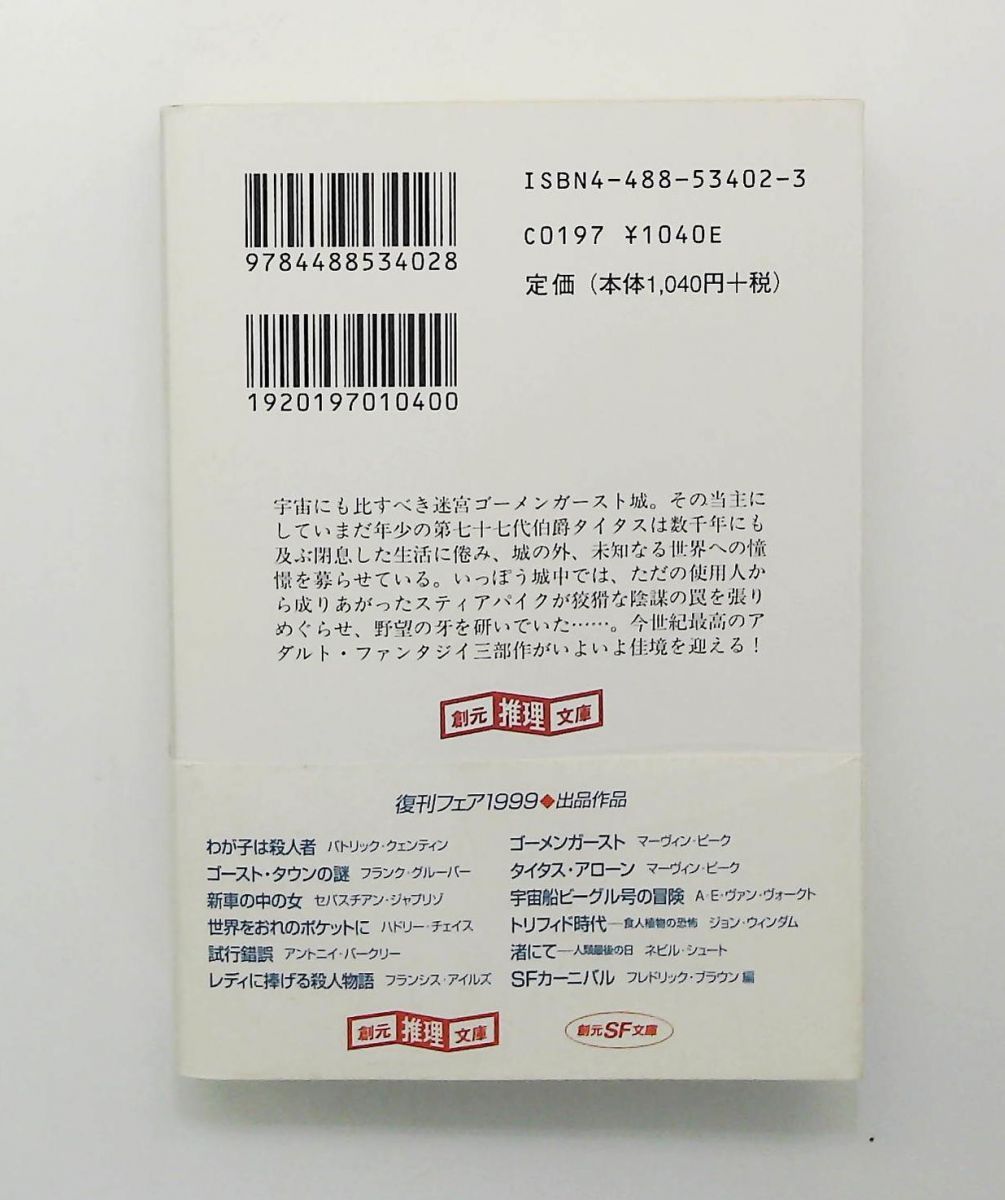 ISBN4-488-53402-3
9784488534028
C0197 ¥1040E
定価（本体1,040円＋税）
1920197010400
宇宙にも比すべき迷宮ゴーメンガースト城。その当主に
していまだ年少の第七十七代伯爵タイタスは数千年にも
及ぶ閉息した生活に倦み、城の外、未知なる世界への憧
憬を募らせている。いっぽう城中では、ただの使用人か
ら成りあがったスティアパイクが狡猾な陰謀の罠を張り
めぐらせ、野望の牙を研いでいた……。今世紀最高のア
ダルト・ファンタジイ三部作がいよいよ佳境を迎える！
創元推理文庫
復刊フェア1999◆出品作品
わが子は殺人者 パトリック・クェンティン
ゴースト・タウンの謎 フランク・グルーバー
新車の中の女 セバスチアン・ジャプリゾ
世界をおれのポケットに ハドリー・チェイス
試行錯誤 アントニイ・バークリー
レディに捧げる殺人物語 フランシス・アイルズ
ゴーメンガースト マーヴィン・ピーク
タイタス・アローン マーヴィン・ピーク
宇宙船ビーグル号の冒険 A・E・ヴァン・ヴォークト
トリフィド時代―食人植物の恐怖 ジョン・ウィンダム
渚にて―人類最後の日 ネビル・シュート
SFカーニバル フレドリック・ブラウン 編
創元推理文庫
創元SF文庫